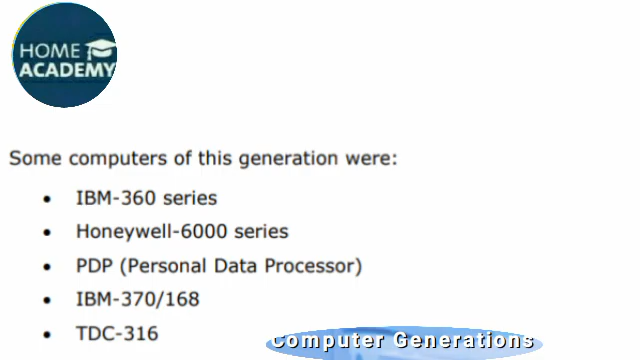 HOME
ACADEMY
Some computers of this generation were:
• IBM-360 series
• Honeywell-6000 series
• PDP (Personal Data Processor)
• IBM-370/168
• TDC-316
Computer Generations